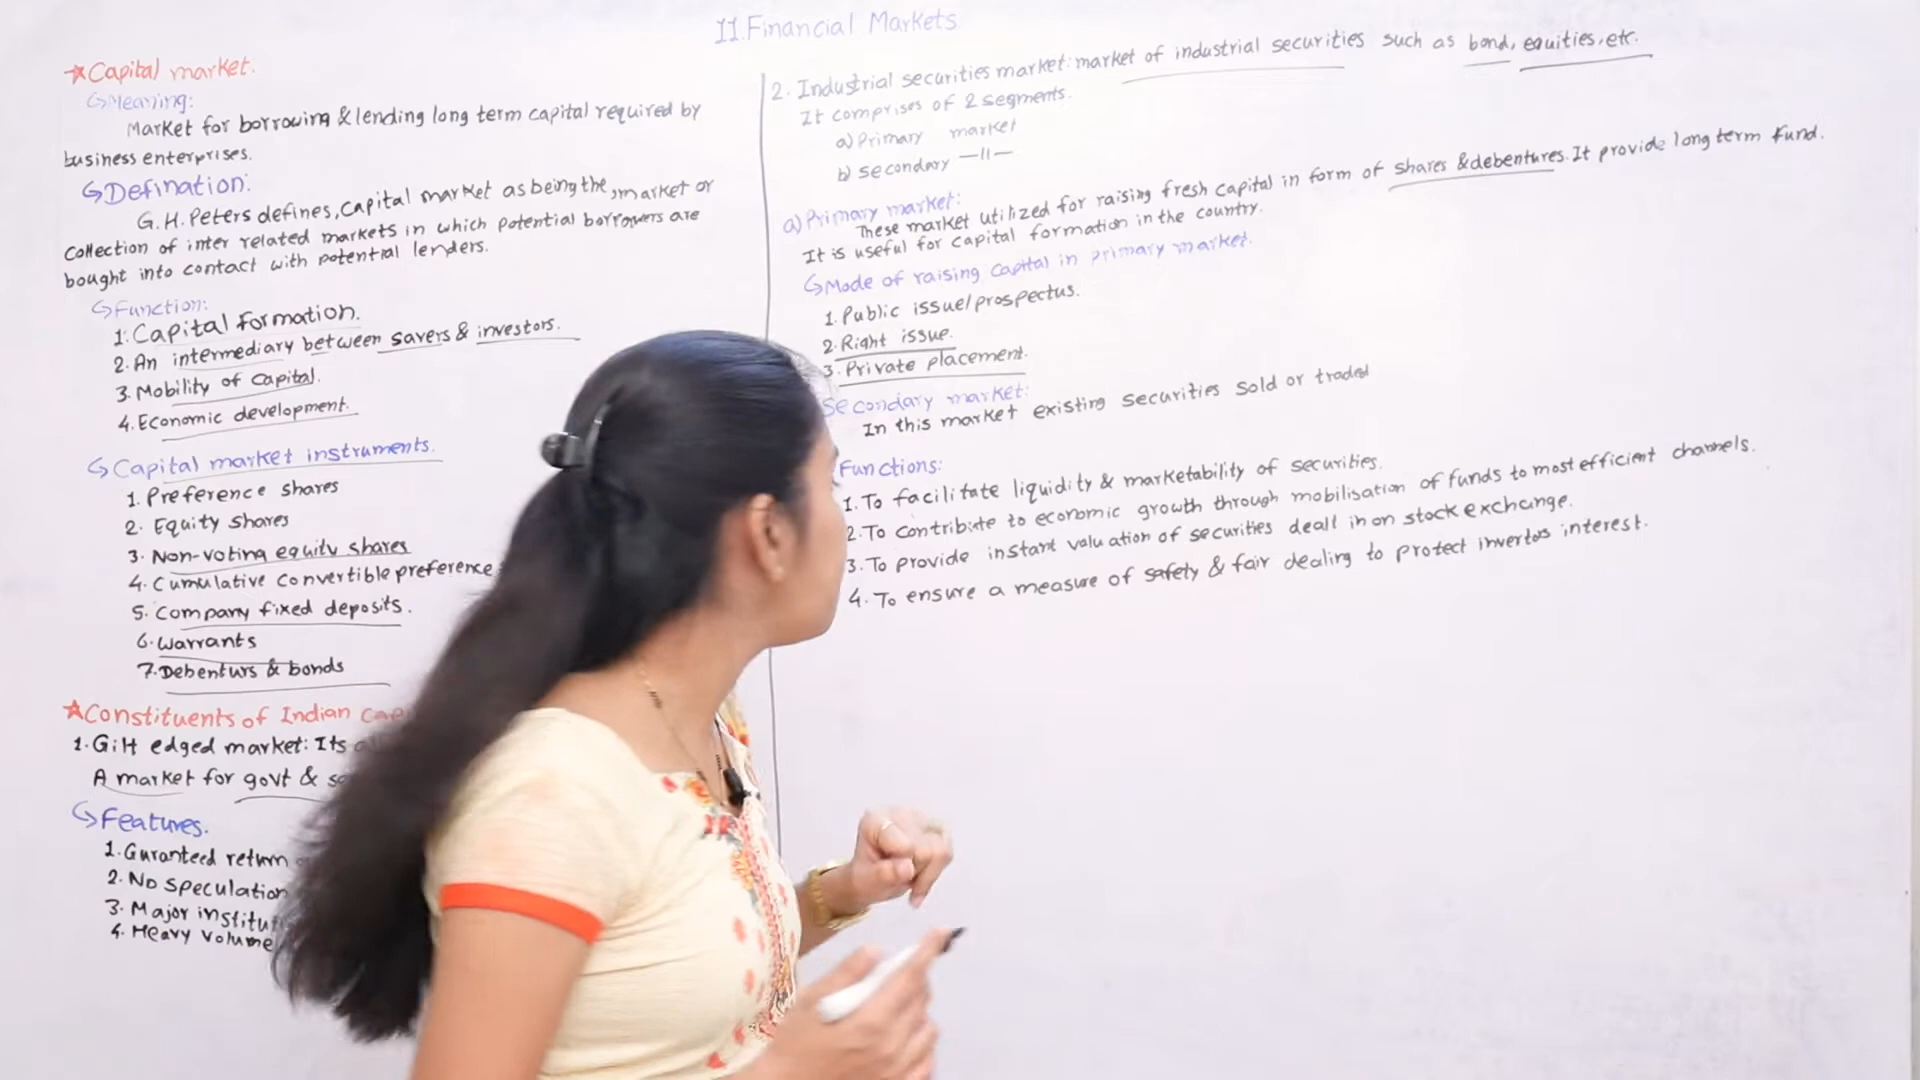 II.Financial Markets
☆Capital market.
↪Meaning:
Market for borrowing & lending long term capital required by
business enterprises.
↪Defination:
G.H. Peters defines, capital market as being the, market or
collection of inter related markets in which potential borrowers are
bought into contact with potential lenders.
↪Function:
1. Capital formation.
2. An intermediary between savers & investors.
3. Mobility of capital.
4. Economic development.
↪Capital market instruments.
1. Preference shares
2. Equity shares
3. Non-voting equity shares
4. Cumulative convertible preference
5. Company fixed deposits.
6. Warrants
7. Debenturs & bonds
☆Constituents of Indian
1. Gilt edged market: Its
A market for govt &
↪Features.
1. Guranteed return
2. No speculation
3. Major
4. Heavy volume
2. Industrial securities market: market of industrial securities such as bond, equities, etc.
It comprises of 2 segments.
a) Primary market
b) secondary —11—
a) Primary market:
These market utilized for raising fresh capital in form of shares & debentures. It provide long term fund.
It is useful for capital formation in the country.
↪Mode of raising capital in primary market.
1. Public issue/prospectus.
2. Right issue.
3. Private placement.
Secondary market:
In this market existing securities sold or traded
Functions:
1. To facilitate liquidity & marketability of securities.
2. To contribute to economic growth through mobilisation of funds to most efficient channels.
3. To provide instant valuation of securities dealt in on stock exchange.
4. To ensure a measure of safety & fair dealing to protect invertors interest.